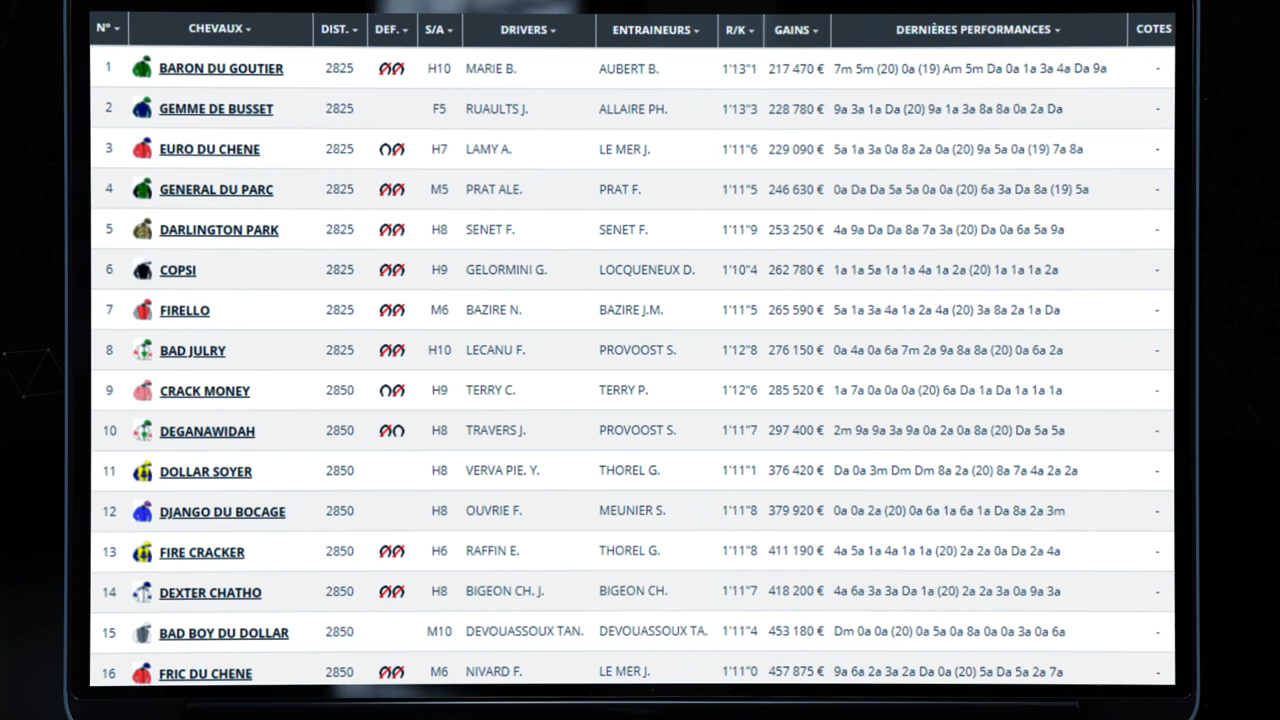 N° CHEVAUX DIST. DEF. S/A DRIVERS ENTRAINEURS R/K GAINS DERNIÈRES PERFORMANCES COTES
1 BARON DU GOUTIER 2825 H10 MARIE B. AUBERT B. 1'13"1 217 470 € 7m 5m (20) 0a (19) Am 5m Da 0a 1a 3a 4a Da 9a -
2 GEMME DE BUSSET 2825 F5 RUAULTS J. ALLAIRE PH. 1'13"3 228 780 € 9a 3a 1a Da (20) 9a 1a 3a 8a 8a 0a 2a Da -
3 EURO DU CHENE 2825 H7 LAMY A. LE MER J. 1'11"6 229 090 € 5a 1a 3a 0a 8a 2a 0a (20) 9a 5a 0a (19) 7a 8a -
4 GENERAL DU PARC 2825 M5 PRAT ALE. PRAT F. 1'11"5 246 630 € 0a Da Da 5a 5a 0a 0a (20) 6a 3a Da 8a (19) 5a -
5 DARLINGTON PARK 2825 H8 SENET F. SENET F. 1'11"9 253 250 € 4a 9a Da Da 8a 7a 3a (20) Da 0a 6a 5a 9a -
6 COPSI 2825 H9 GELORMINI G. LOCQUENEUX D. 1'10"4 262 780 € 1a 1a 5a 1a 1a 4a 1a 2a (20) 1a 1a 1a 2a -
7 FIRELLO 2825 M6 BAZIRE N. BAZIRE J.M. 1'11"5 265 590 € 5a 1a 3a 4a 1a 2a 4a (20) 3a 8a 2a 1a Da -
8 BAD JULRY 2825 H10 LECANU F. PROVOOST S. 1'12"8 276 150 € 0a 4a 0a 6a 7m 2a 9a 8a 8a (20) 0a 6a 2a -
9 CRACK MONEY 2850 H9 TERRY C. TERRY P. 1'12"6 285 520 € 1a 7a 0a 0a 0a (20) 6a Da 1a Da 1a 1a 1a -
10 DEGANAWIDAH 2850 H8 TRAVERS J. PROVOOST S. 1'11"7 297 400 € 2m 9a 9a 3a 9a 0a 2a 0a 8a (20) Da 5a 5a -
11 DOLLAR SOYER 2850 H8 VERVA PIE. Y. THOREL G. 1'11"1 376 420 € Da 0a 3m Dm Dm 8a 2a (20) 8a 7a 4a 2a 2a -
12 DJANGO DU BOCAGE 2850 H8 OUVRIE F. MEUNIER S. 1'11"8 379 920 € 0a 0a 2a (20) 0a 6a 1a 6a 1a Da 8a 2a 3m -
13 FIRE CRACKER 2850 H6 RAFFIN E. THOREL G. 1'11"8 411 190 € 4a 5a 1a 4a 1a 1a (20) 2a 2a 0a Da 2a 4a -
14 DEXTER CHATHO 2850 H8 BIGEON CH. J. BIGEON CH. 1'11"7 418 200 € 4a 6a 3a 3a Da 1a (20) 2a 2a 3a 0a 9a 3a -
15 BAD BOY DU DOLLAR 2850 M10 DEVOUASSOUX TAN. DEVOUASSOUX TA. 1'11"4 453 180 € Dm 0a 0a (20) 0a 5a 0a 8a 0a 0a 3a 0a 6a -
16 FRIC DU CHENE 2850 M6 NIVARD F. LE MER J. 1'11"0 457 875 € 9a 6a 2a 3a 2a Da 0a (20) 5a Da 5a 2a 7a -